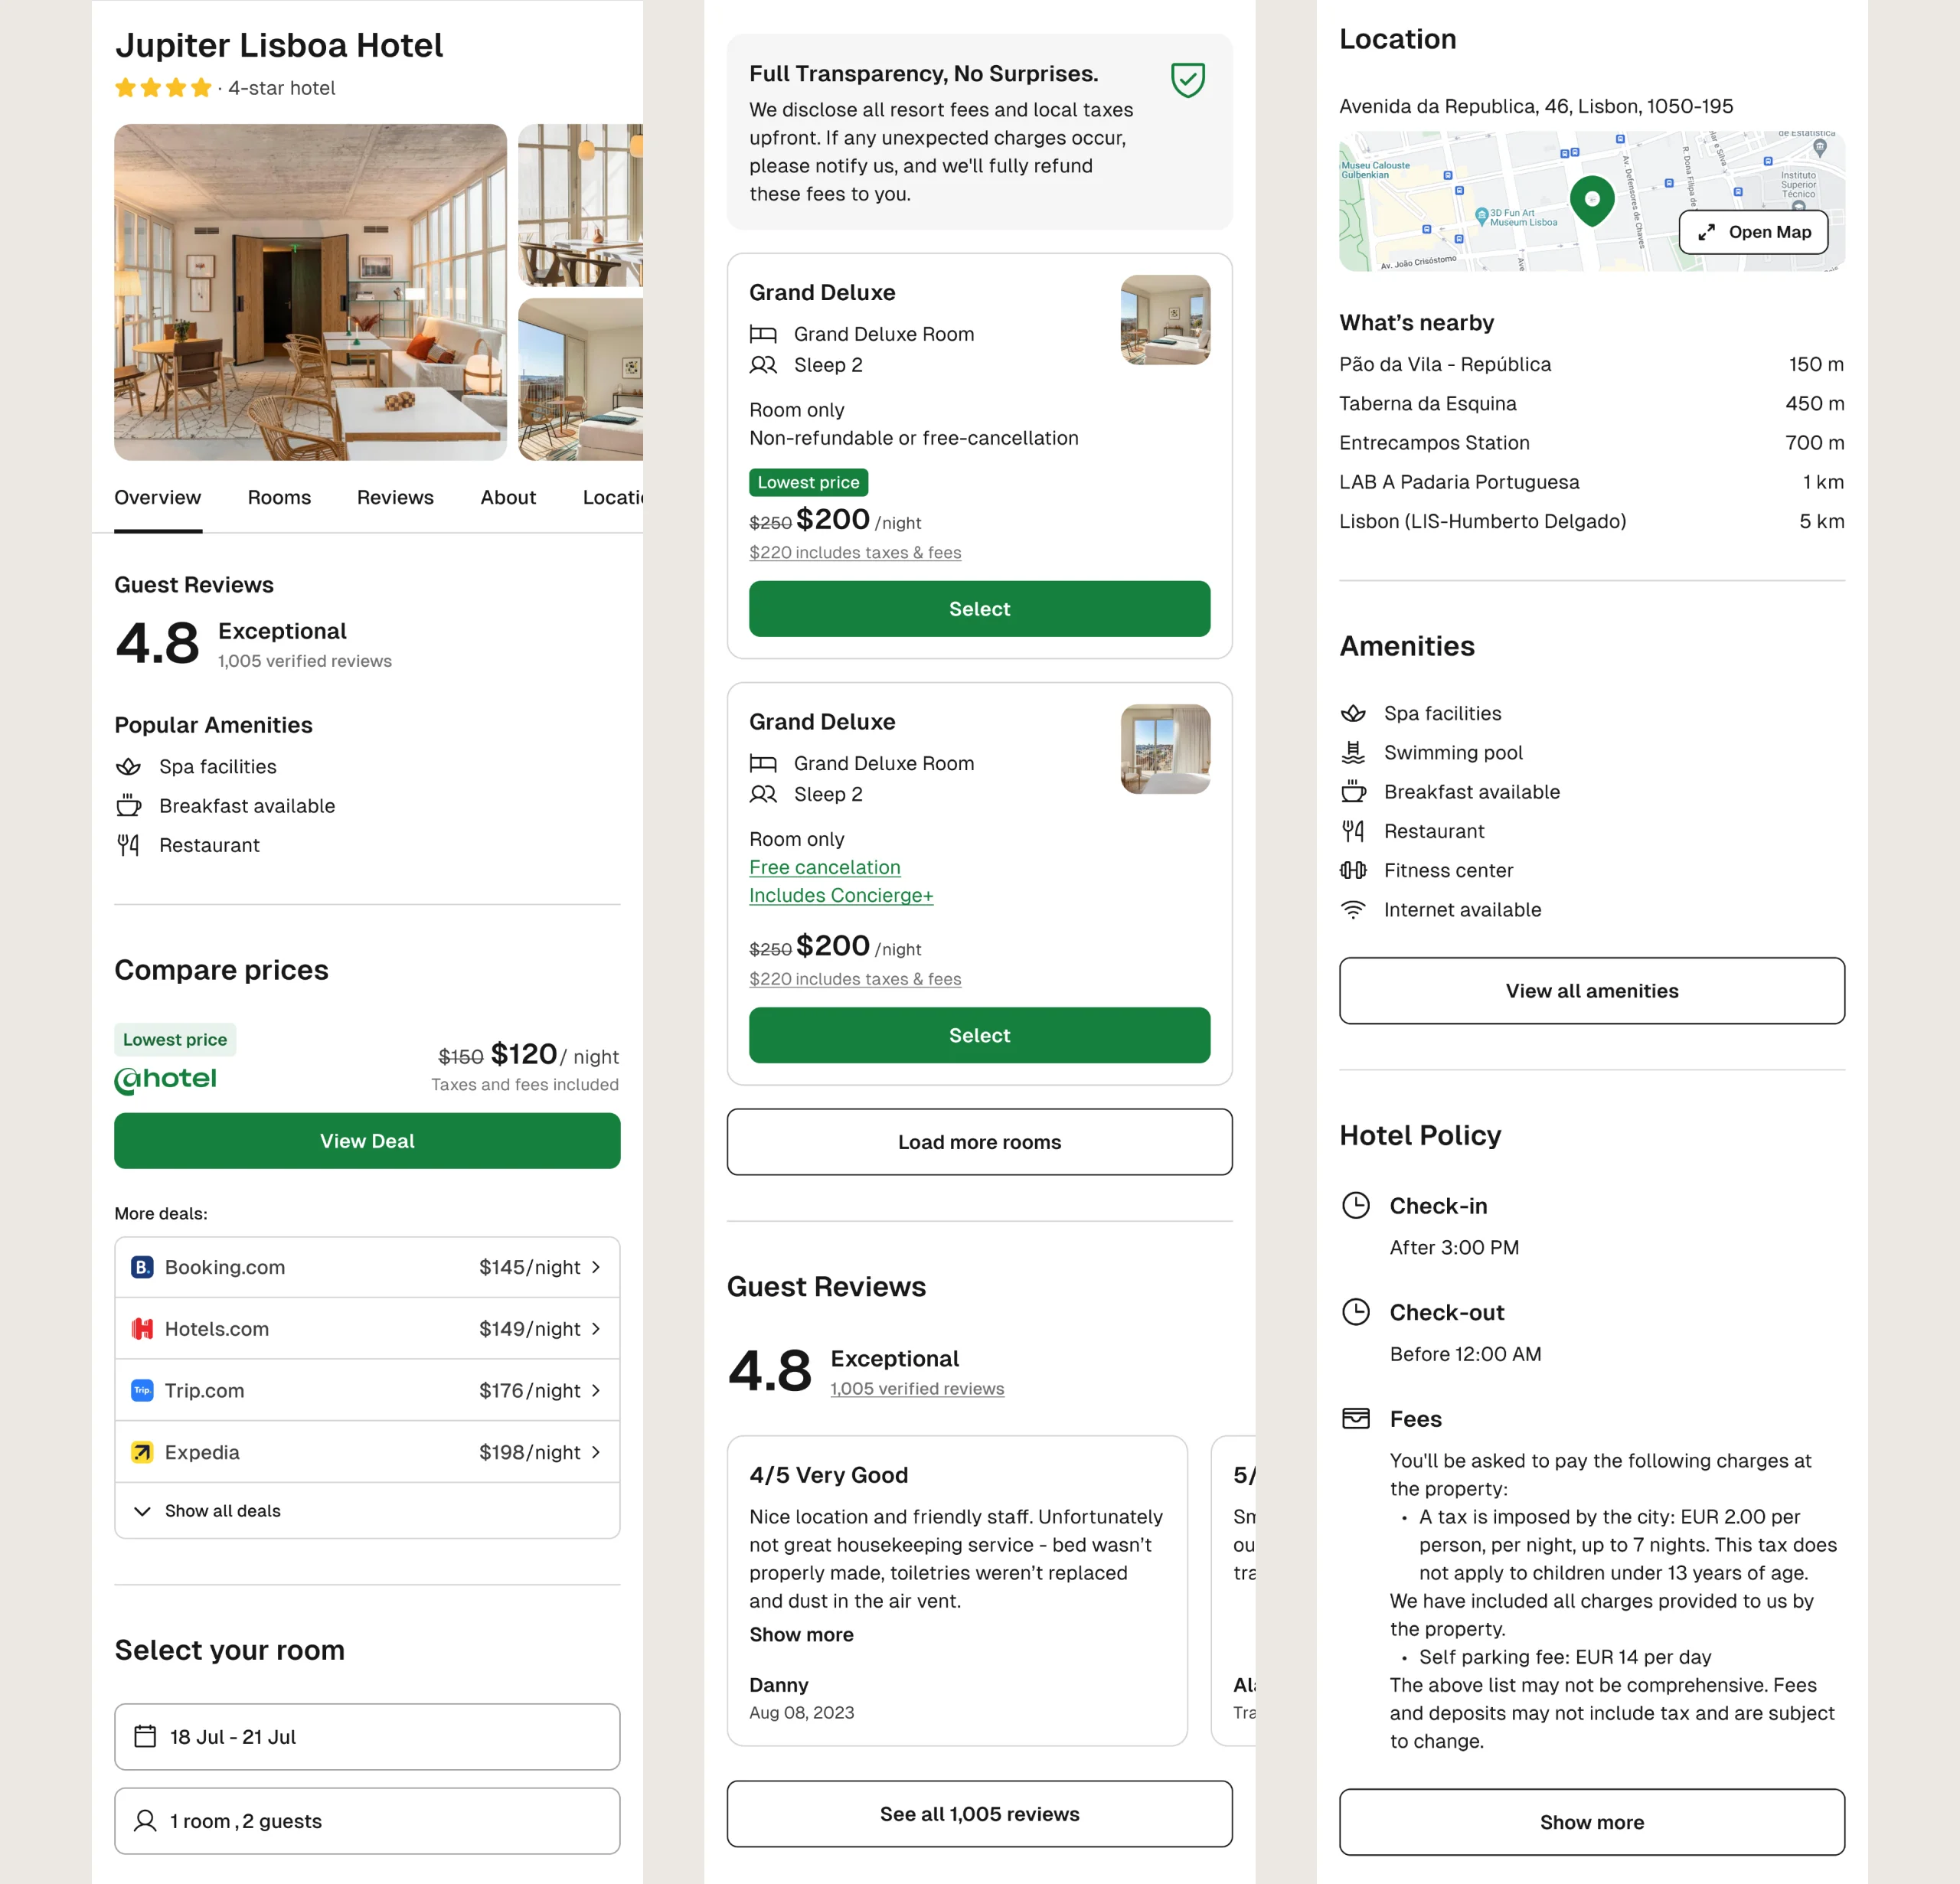 Jupiter Lisboa Hotel
· 4-star hotel
Overview Rooms Reviews About Locatio
Guest Reviews
4.8 Exceptional
1,005 verified reviews
Popular Amenities
Spa facilities
Breakfast available
Restaurant
Compare prices
Lowest price
ahotel
$150 $120/ night
Taxes and fees included
View Deal
More deals:
B. Booking.com $145/night
H Hotels.com $149/night
Trip. Trip.com $176/night
Expedia $198/night
Show all deals
Select your room
18 Jul - 21 Jul
1 room , 2 guests
Full Transparency, No Surprises.
We disclose all resort fees and local taxes
upfront. If any unexpected charges occur,
please notify us, and we'll fully refund
these fees to you.
Grand Deluxe
Grand Deluxe Room
Sleep 2
Room only
Non-refundable or free-cancellation
Lowest price
$250 $200 /night
$220 includes taxes & fees
Select
Grand Deluxe
Grand Deluxe Room
Sleep 2
Room only
Free cancelation
Includes Concierge+
$250 $200 /night
$220 includes taxes & fees
Select
Load more rooms
Guest Reviews
4.8 Exceptional
1,005 verified reviews
4/5 Very Good
Nice location and friendly staff. Unfortunately
not great housekeeping service - bed wasn’t
properly made, toiletries weren’t replaced
and dust in the air vent.
Show more
Danny
Aug 08, 2023
5/
Sm
ou
tra
Ala
Tra
See all 1,005 reviews
Location
Avenida da Republica, 46, Lisbon, 1050-195
de Estatística
Museu Calouste
Gulbenkian
Instituto
Superior
Técnico
3D Fun Art
Museum Lisboa
Av. Defensores de Chaves
R. Dona Filipa de
Av. João Crisóstomo
Ave
Open Map
What’s nearby
Pão da Vila - República 150 m
Taberna da Esquina 450 m
Entrecampos Station 700 m
LAB A Padaria Portuguesa 1 km
Lisbon (LIS-Humberto Delgado) 5 km
Amenities
Spa facilities
Swimming pool
Breakfast available
Restaurant
Fitness center
Internet available
View all amenities
Hotel Policy
Check-in
After 3:00 PM
Check-out
Before 12:00 AM
Fees
You'll be asked to pay the following charges at
the property:
• A tax is imposed by the city: EUR 2.00 per
person, per night, up to 7 nights. This tax does
not apply to children under 13 years of age.
We have included all charges provided to us by
the property.
• Self parking fee: EUR 14 per day
The above list may not be comprehensive. Fees
and deposits may not include tax and are subject
to change.
Show more